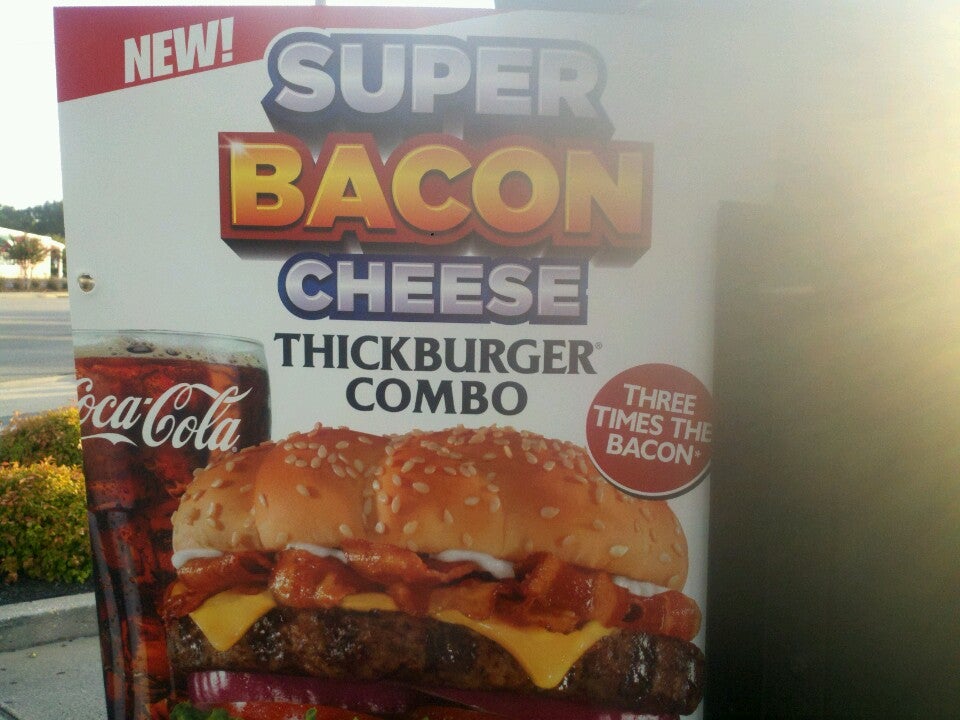 NEW!
SUPER
BACON
CHEESE
THICKBURGER®
COMBO
THREE
TIMES THE
BACON*
Coca-Cola